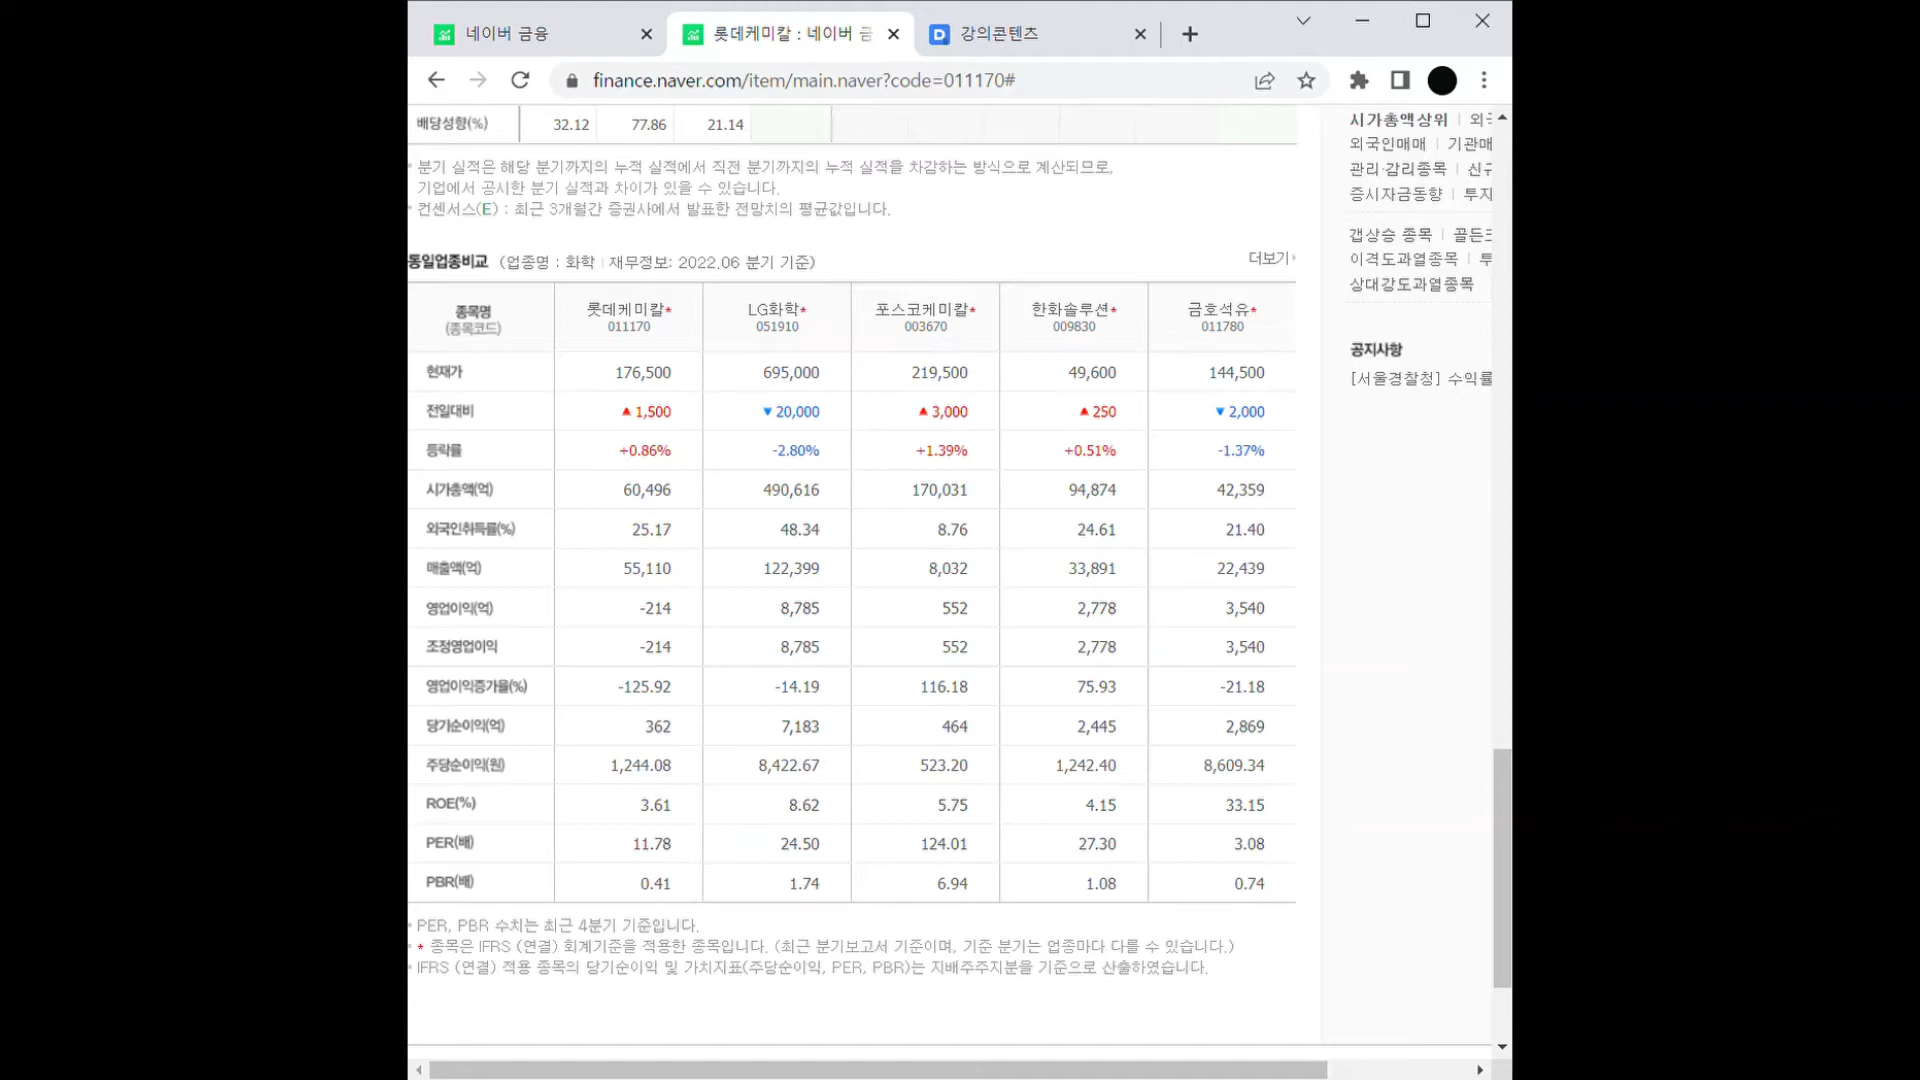 네이버 금융
롯데케미칼 : 네이버 금
강의콘텐츠
finance.naver.com/item/main.naver?code=011170#
배당성향(%) 32.12 77.86 21.14
분기 실적은 해당 분기까지의 누적 실적에서 직전 분기까지의 누적 실적을 차감하는 방식으로 계산되므로,
기업에서 공시한 분기 실적과 차이가 있을 수 있습니다.
컨센서스(E) : 최근 3개월간 증권사에서 발표한 전망치의 평균값입니다.
동일업종비교 (업종명 : 화학 | 재무정보: 2022.06 분기 기준)
더보기
종목명 롯데케미칼* LG화학* 포스코케미칼* 한화솔루션* 금호석유*
(종목코드) 011170 051910 003670 009830 011780
현재가 176,500 695,000 219,500 49,600 144,500
전일대비 ▲ 1,500 ▼ 20,000 ▲ 3,000 ▲ 250 ▼ 2,000
등락률 +0.86% -2.80% +1.39% +0.51% -1.37%
시가총액(억) 60,496 490,616 170,031 94,874 42,359
외국인취득률(%) 25.17 48.34 8.76 24.61 21.40
매출액(억) 55,110 122,399 8,032 33,891 22,439
영업이익(억) -214 8,785 552 2,778 3,540
조정영업이익 -214 8,785 552 2,778 3,540
영업이익증가율(%) -125.92 -14.19 116.18 75.93 -21.18
당기순이익(억) 362 7,183 464 2,445 2,869
주당순이익(원) 1,244.08 8,422.67 523.20 1,242.40 8,609.34
ROE(%) 3.61 8.62 5.75 4.15 33.15
PER(배) 11.78 24.50 124.01 27.30 3.08
PBR(배) 0.41 1.74 6.94 1.08 0.74
PER, PBR 수치는 최근 4분기 기준입니다.
* 종목은 IFRS (연결) 회계기준을 적용한 종목입니다. (최근 분기보고서 기준이며, 기준 분기는 업종마다 다를 수 있습니다.)
IFRS (연결) 적용 종목의 당기순이익 및 가치지표(주당순이익, PER, PBR)는 지배주주지분을 기준으로 산출하였습니다.
시가총액상위 | 외국
외국인매매 | 기관매
관리·감리종목 | 신규
증시자금동향 | 투자
갭상승 종목 | 골든크
이격도과열종목 | 투
상대강도과열종목
공지사항
[서울경찰청] 수익률